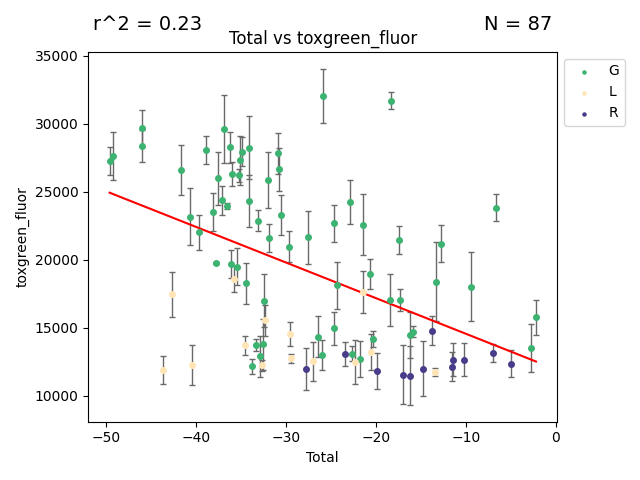 r^2 = 0.23
N = 87
Total vs toxgreen_fluor
35000
30000
25000
20000
15000
10000
toxgreen_fluor
−50
−40
−30
−20
−10
0
Total
G
L
R